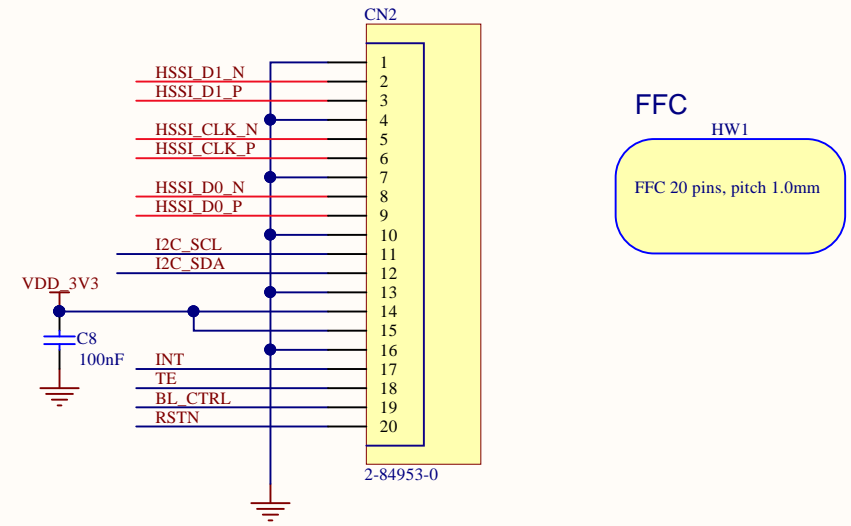 CN2
1
HSSI_D1_N
2
HSSI_D1_P
3
4
HSSI_CLK_N
5
HSSI_CLK_P
6
7
HSSI_D0_N
8
HSSI_D0_P
9
10
I2C_SCL
11
I2C_SDA
12
13
VDD_3V3
14
15
C8
100nF
16
INT
17
TE
18
BL_CTRL
19
RSTN
20
2-84953-0
FFC
HW1
FFC 20 pins, pitch 1.0mm